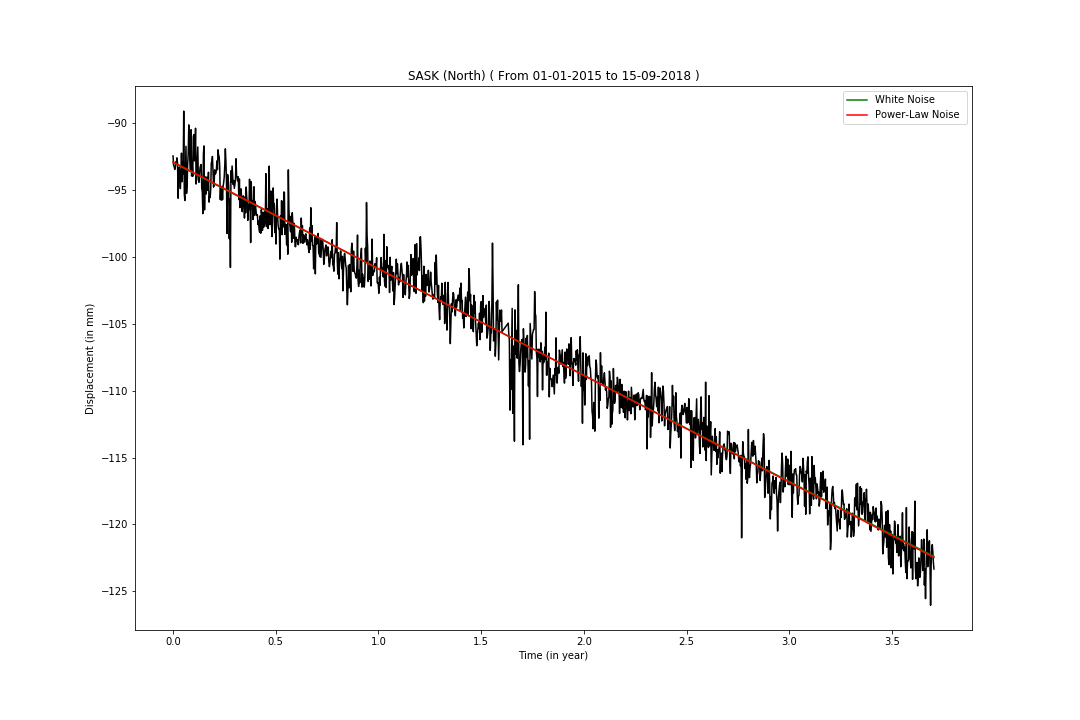 SASK (North) ( From 01-01-2015 to 15-09-2018 )
White Noise
Power-Law Noise
−90
−95
−100
−105
−110
−115
−120
−125
Displacement (in mm)
0.0 0.5 1.0 1.5 2.0 2.5 3.0 3.5
Time (in year)